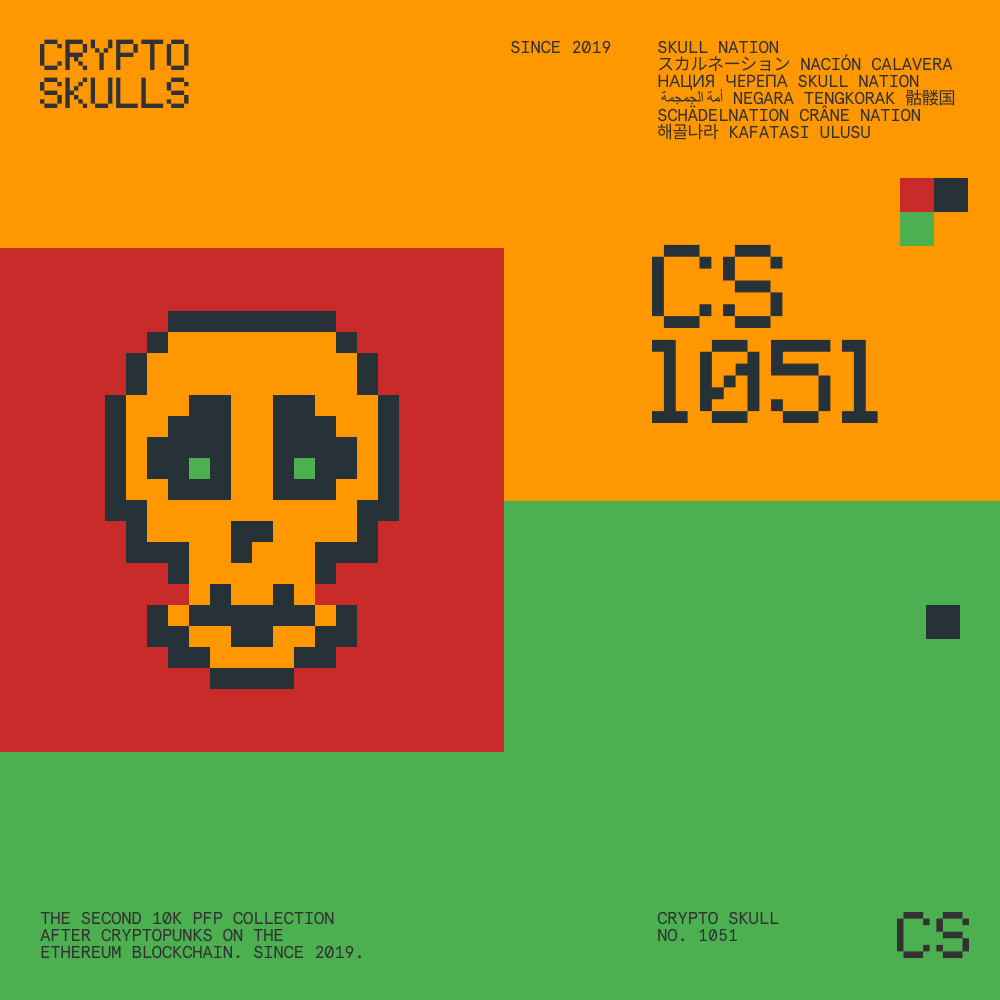 CRYPTO
SKULLS
SINCE 2019
SKULL NATION
スカルネーション NACIÓN CALAVERA
НАЦИЯ ЧЕРЕПА SKULL NATION
أمة الجمجمة NEGARA TENGKORAK 骷髅国
SCHÄDELNATION CRÂNE NATION
해골나라 KAFATASI ULUSU
CS
1051
THE SECOND 10K PFP COLLECTION
AFTER CRYPTOPUNKS ON THE
ETHEREUM BLOCKCHAIN. SINCE 2019.
CRYPTO SKULL
NO. 1051
CS